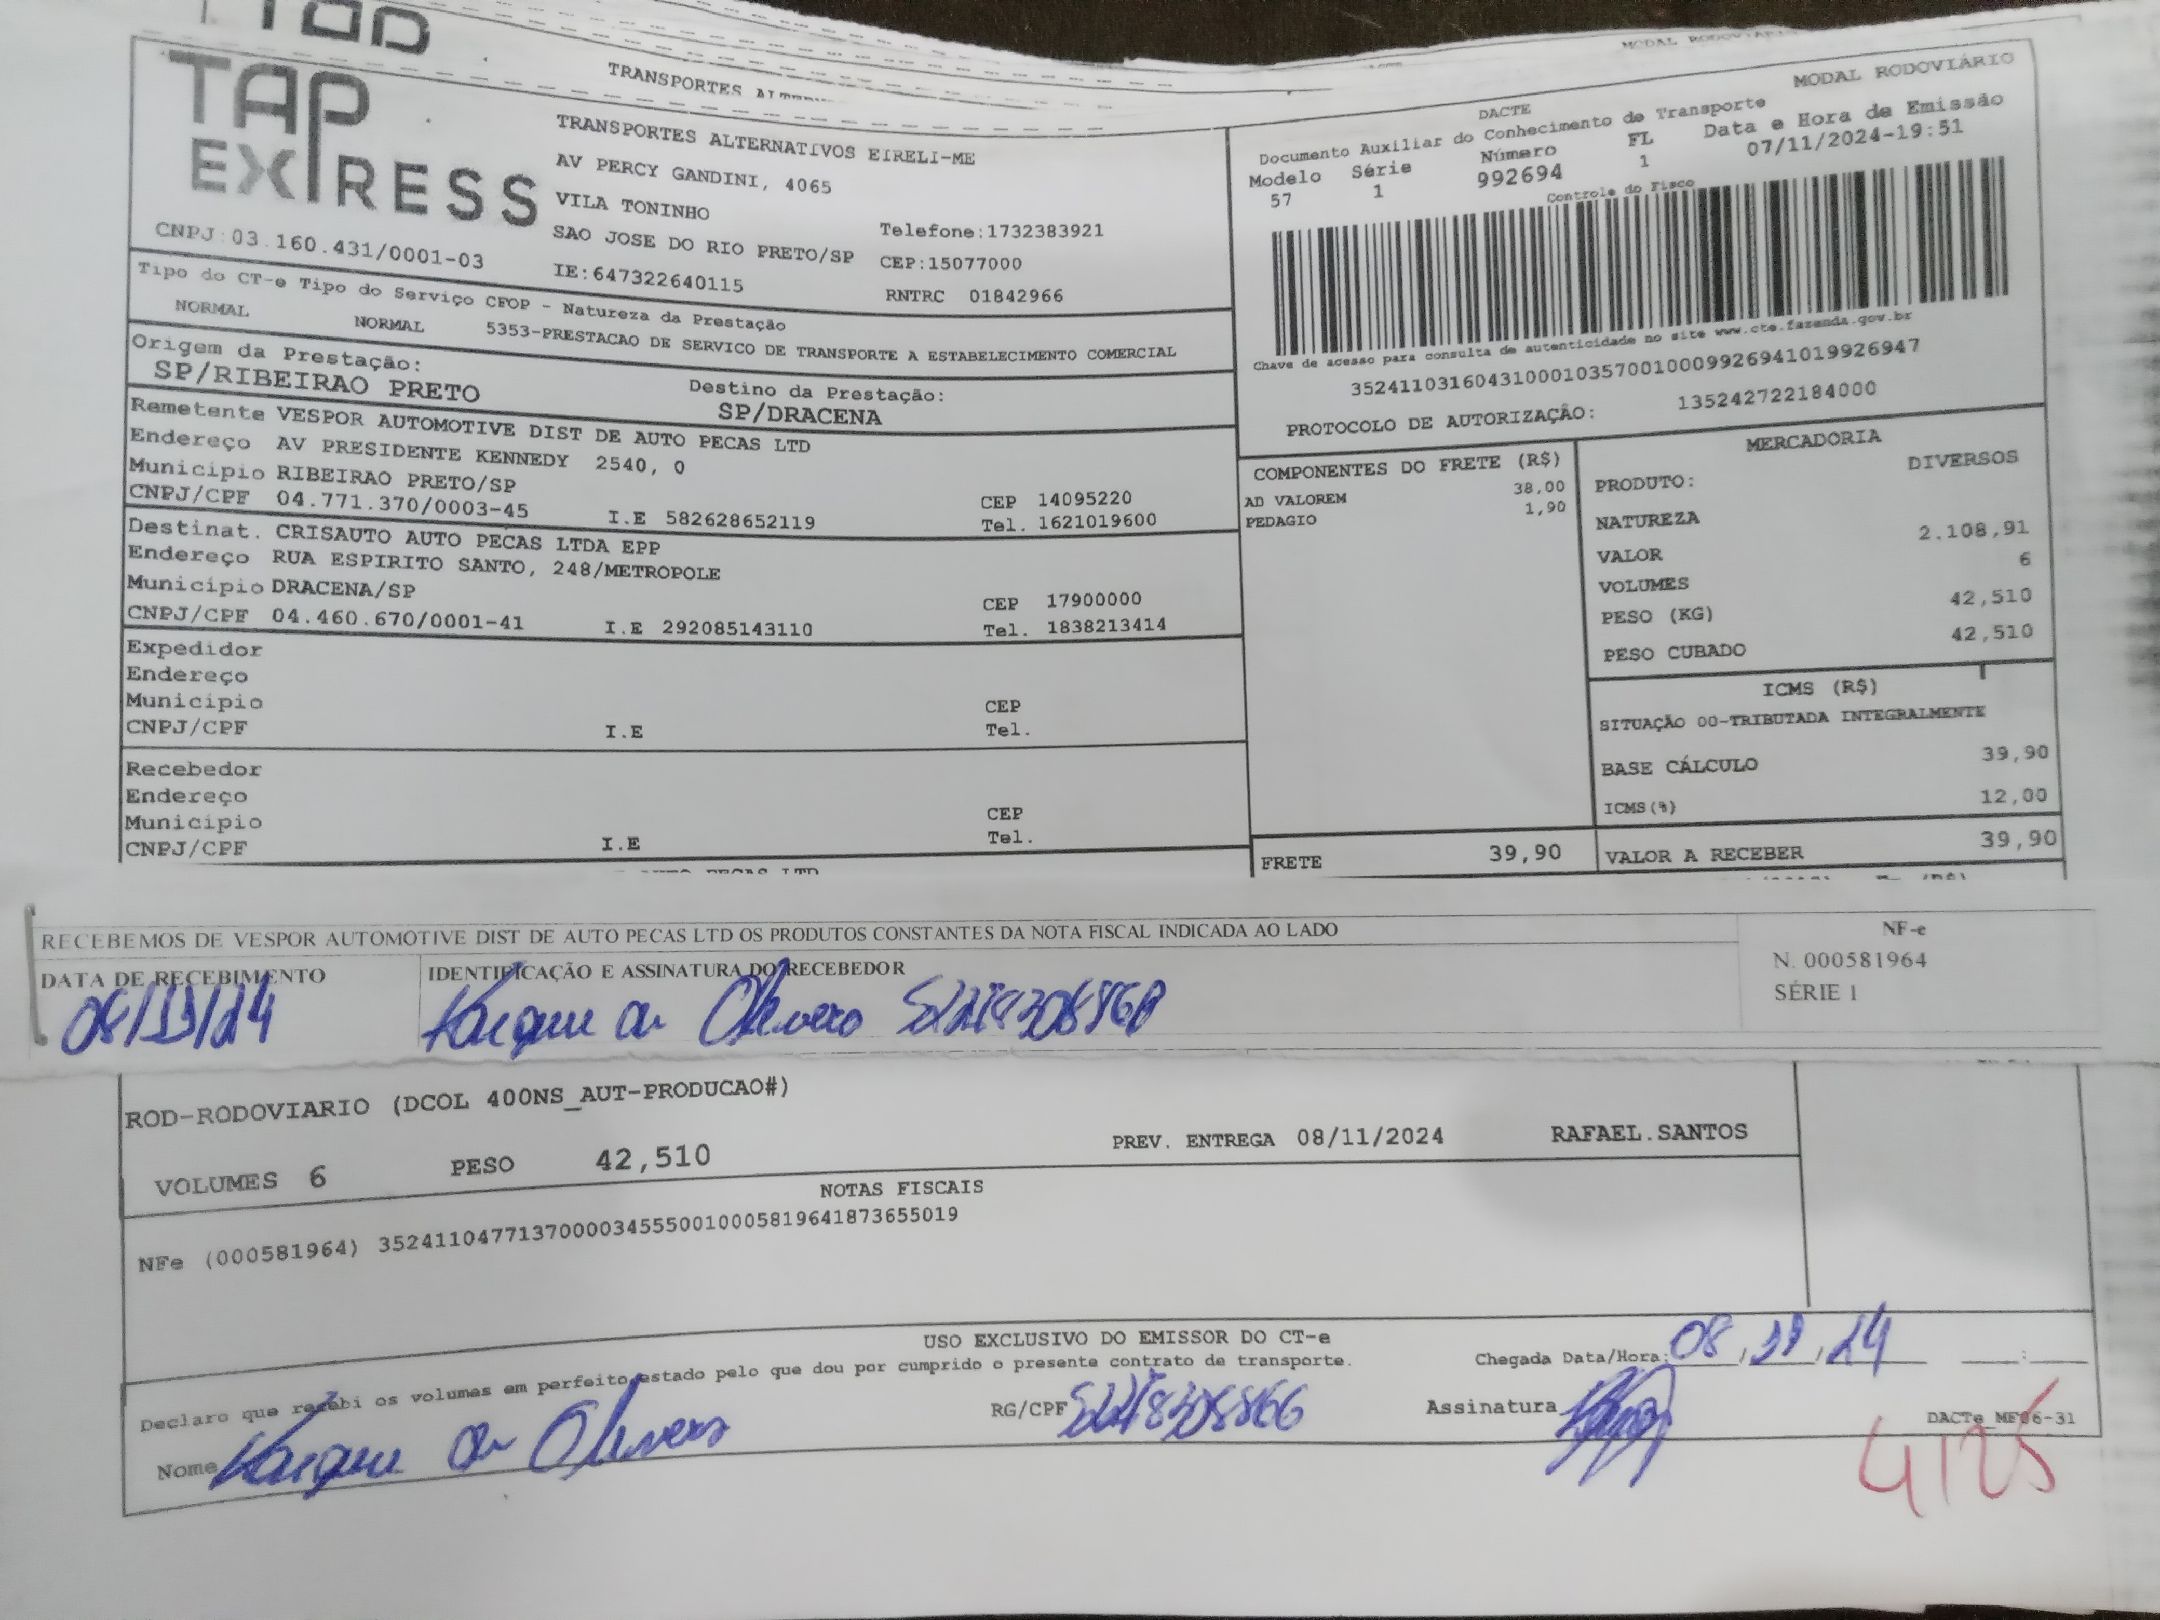 TAP
EXPRESS
TRANSPORTES
MODAL RODOVIÁRIO
TRANSPORTES ALTERNATIVOS EIRELI-ME
AV PERCY GANDINI, 4065
VILA TONINHO
SAO JOSE DO RIO PRETO/SP
IE:647322640115
Telefone:1732383921
CEP:15077000
RNTRC 01842966
CNPJ:03.160.431/0001-03
DACTE
Documento Auxiliar do Conhecimento de Transporte
Modelo Série Número FL Data e Hora de Emissão
57 1 992694 1 07/11/2024-19:51
Controle do Fisco
Chave de acesso para consulta de autenticidade no site www.cte.fazenda.gov.br
35241103160431000103570010009926941019926947
PROTOCOLO DE AUTORIZAÇÃO: 135242722184000
Tipo do CT-e Tipo do Serviço CFOP - Natureza da Prestação
NORMAL NORMAL 5353-PRESTACAO DE SERVICO DE TRANSPORTE A ESTABELECIMENTO COMERCIAL
Origem da Prestação: Destino da Prestação:
SP/RIBEIRAO PRETO SP/DRACENA
Remetente VESPOR AUTOMOTIVE DIST DE AUTO PECAS LTD
Endereço AV PRESIDENTE KENNEDY 2540, 0
Município RIBEIRAO PRETO/SP CEP 14095220
CNPJ/CPF 04.771.370/0003-45 I.E 582628652119 Tel. 1621019600
Destinat. CRISAUTO AUTO PECAS LTDA EPP
Endereço RUA ESPIRITO SANTO, 248/METROPOLE
Município DRACENA/SP CEP 17900000
CNPJ/CPF 04.460.670/0001-41 I.E 292085143110 Tel. 1838213414
Expedidor
Endereço
Município CEP
CNPJ/CPF I.E Tel.
Recebedor
Endereço
Município CEP
CNPJ/CPF I.E Tel.
COMPONENTES DO FRETE (R$)
AD VALOREM 38,00
PEDAGIO 1,90
FRETE 39,90
MERCADORIA
PRODUTO: DIVERSOS
NATUREZA
VALOR 2.108,91
VOLUMES 6
PESO (KG) 42,510
PESO CUBADO 42,510
ICMS (R$)
SITUAÇÃO 00-TRIBUTADA INTEGRALMENTE
BASE CÁLCULO 39,90
ICMS(%) 12,00
VALOR A RECEBER 39,90
RECEBEMOS DE VESPOR AUTOMOTIVE DIST DE AUTO PECAS LTD OS PRODUTOS CONSTANTES DA NOTA FISCAL INDICADA AO LADO
DATA DE RECEBIMENTO IDENTIFICAÇÃO E ASSINATURA DO RECEBEDOR
08/11/24
NF-e
N. 000581964
SÉRIE 1
ROD-RODOVIARIO (DCOL 400NS_AUT-PRODUCAO#)
VOLUMES 6 PESO 42,510 PREV. ENTREGA 08/11/2024 RAFAEL.SANTOS
NOTAS FISCAIS
NFe (000581964) 35241104771370000345550010005819641873655019
USO EXCLUSIVO DO EMISSOR DO CT-e
Declaro que recebi os volumes em perfeito estado pelo que dou por cumprido o presente contrato de transporte.
Chegada Data/Hora: 08/11/24 __:__
Nome
RG/CPF
Assinatura
DACTe_MF06-31
4125